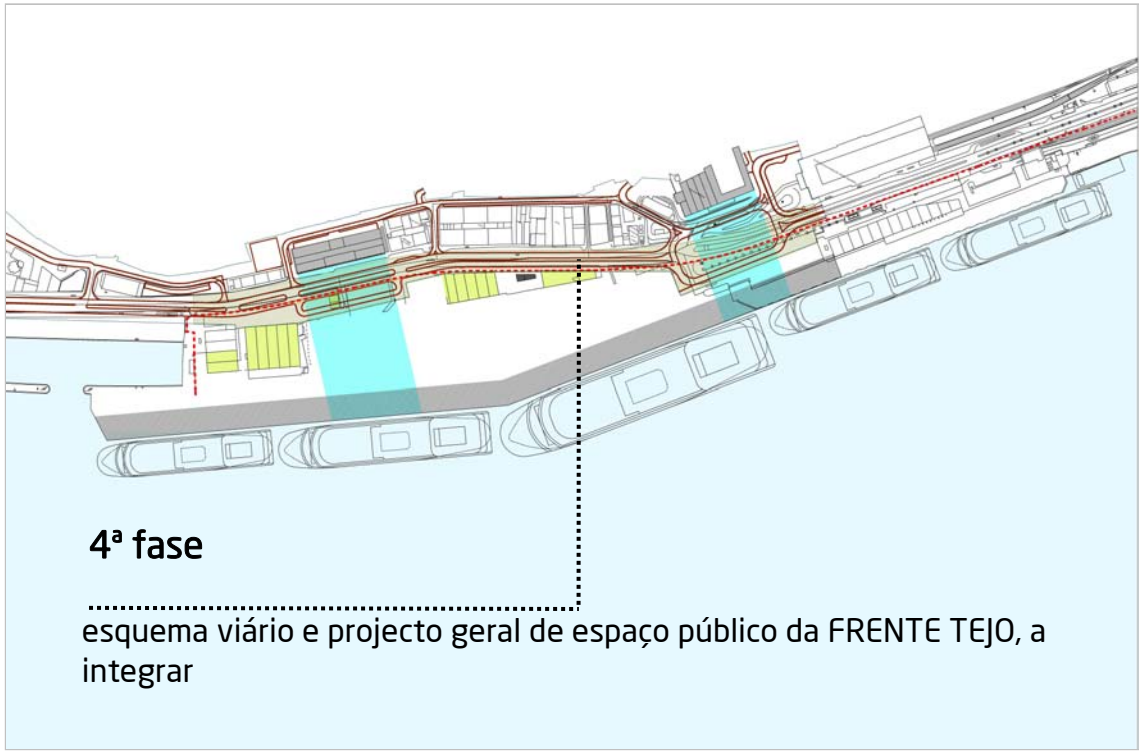 4ª fase
esquema viário e projecto geral de espaço público da FRENTE TEJO, a
integrar